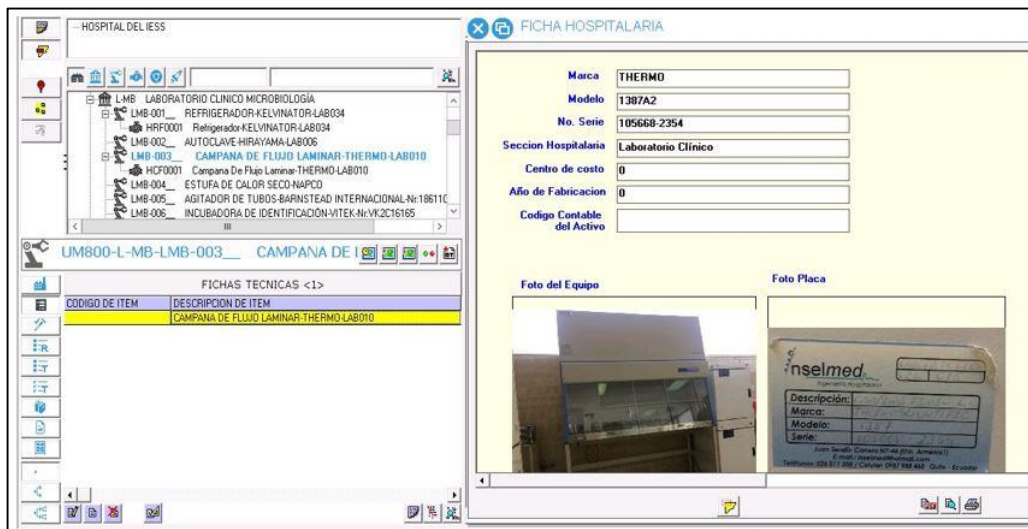 HOSPITAL DEL IESS
L-MB LABORATORIO CLINICO MICROBIOLOGÍA
LMB-001__ REFRIGERADOR-KELVINATOR-LAB034
HRF0001 Refrigerador-KELVINATOR-LAB034
LMB-002__ AUTOCLAVE-HIRAYAMA-LAB006
LMB-003__ CAMPANA DE FLUJO LAMINAR-THERMO-LAB010
HCF0001 Campana De Flujo Laminar-THERMO-LAB010
LMB-004__ ESTUFA DE CALOR SECO-NAPCO
LMB-005__ AGITADOR DE TUBOS-BARNSTEAD INTERNACIONAL-Nr.18611C
LMB-006__ INCUBADORA DE IDENTIFICACIÓN-VITEK-Nr.VK2C16165
UM800-L-MB-LMB-003__ CAMPANA DE
FICHAS TECNICAS <1>
CODIGO DE ITEM DESCRIPCION DE ITEM
CAMPANA DE FLUJO LAMINAR-THERMO-LAB010
FICHA HOSPITALARIA
Marca THERMO
Modelo 1387A2
No. Serie 105668-2354
Seccion Hospitalaria Laboratorio Clínico
Centro de costo 0
Año de Fabricacion 0
Codigo Contable
del Activo
Foto del Equipo
Foto Placa
Inselmed
Ingeniería Hospitalaria
Descripción:
Marca:
Modelo: 1387
Serie: